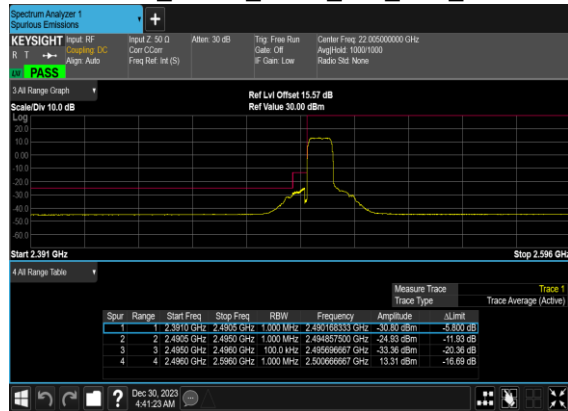 Spectrum Analyzer 1
Spurious Emissions
+
KEYSIGHT Input: RF Input Z: 50 Ω Atten: 30 dB Trig: Free Run Center Freq: 22.005000000 GHz
R T Coupling: DC Corr CCorr Gate: Off Avg|Hold: 1000/1000
Align: Auto Freq Ref: Int (S) IF Gain: Low Radio Std: None
PASS
3 All Range Graph
Ref Lvl Offset 15.57 dB
Scale/Div 10.0 dB Ref Value 30.00 dBm
Log
20.0
10.0
0.00
-10.0
-20.0
-30.0
-40.0
-50.0
-60.0
Start 2.391 GHz Stop 2.596 GHz
4 All Range Table
Measure Trace Trace 1
Trace Type Trace Average (Active)
Spur Range Start Freq Stop Freq RBW Frequency Amplitude ΔLimit
1 1 2.3910 GHz 2.4905 GHz 1.000 MHz 2.490168333 GHz -30.80 dBm -5.800 dB
2 2 2.4905 GHz 2.4950 GHz 1.000 MHz 2.494857500 GHz -24.93 dBm -11.93 dB
3 3 2.4950 GHz 2.4960 GHz 100.0 kHz 2.495696667 GHz -33.36 dBm -20.36 dB
4 4 2.4960 GHz 2.5960 GHz 1.000 MHz 2.500666667 GHz 13.31 dBm -16.69 dB
? Dec 30, 2023
4:41:23 AM